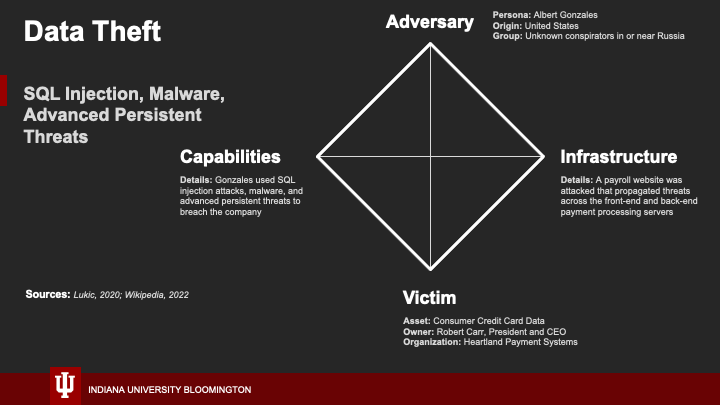 Data Theft
SQL Injection, Malware,
Advanced Persistent
Threats
Adversary
Persona: Albert Gonzales
Origin: United States
Group: Unknown conspirators in or near Russia
Capabilities
Details: Gonzales used SQL
injection attacks, malware, and
advanced persistent threats to
breach the company
Infrastructure
Details: A payroll website was
attacked that propagated threats
across the front-end and back-end
payment processing servers
Victim
Asset: Consumer Credit Card Data
Owner: Robert Carr, President and CEO
Organization: Heartland Payment Systems
Sources: Lukic, 2020; Wikipedia, 2022
INDIANA UNIVERSITY BLOOMINGTON